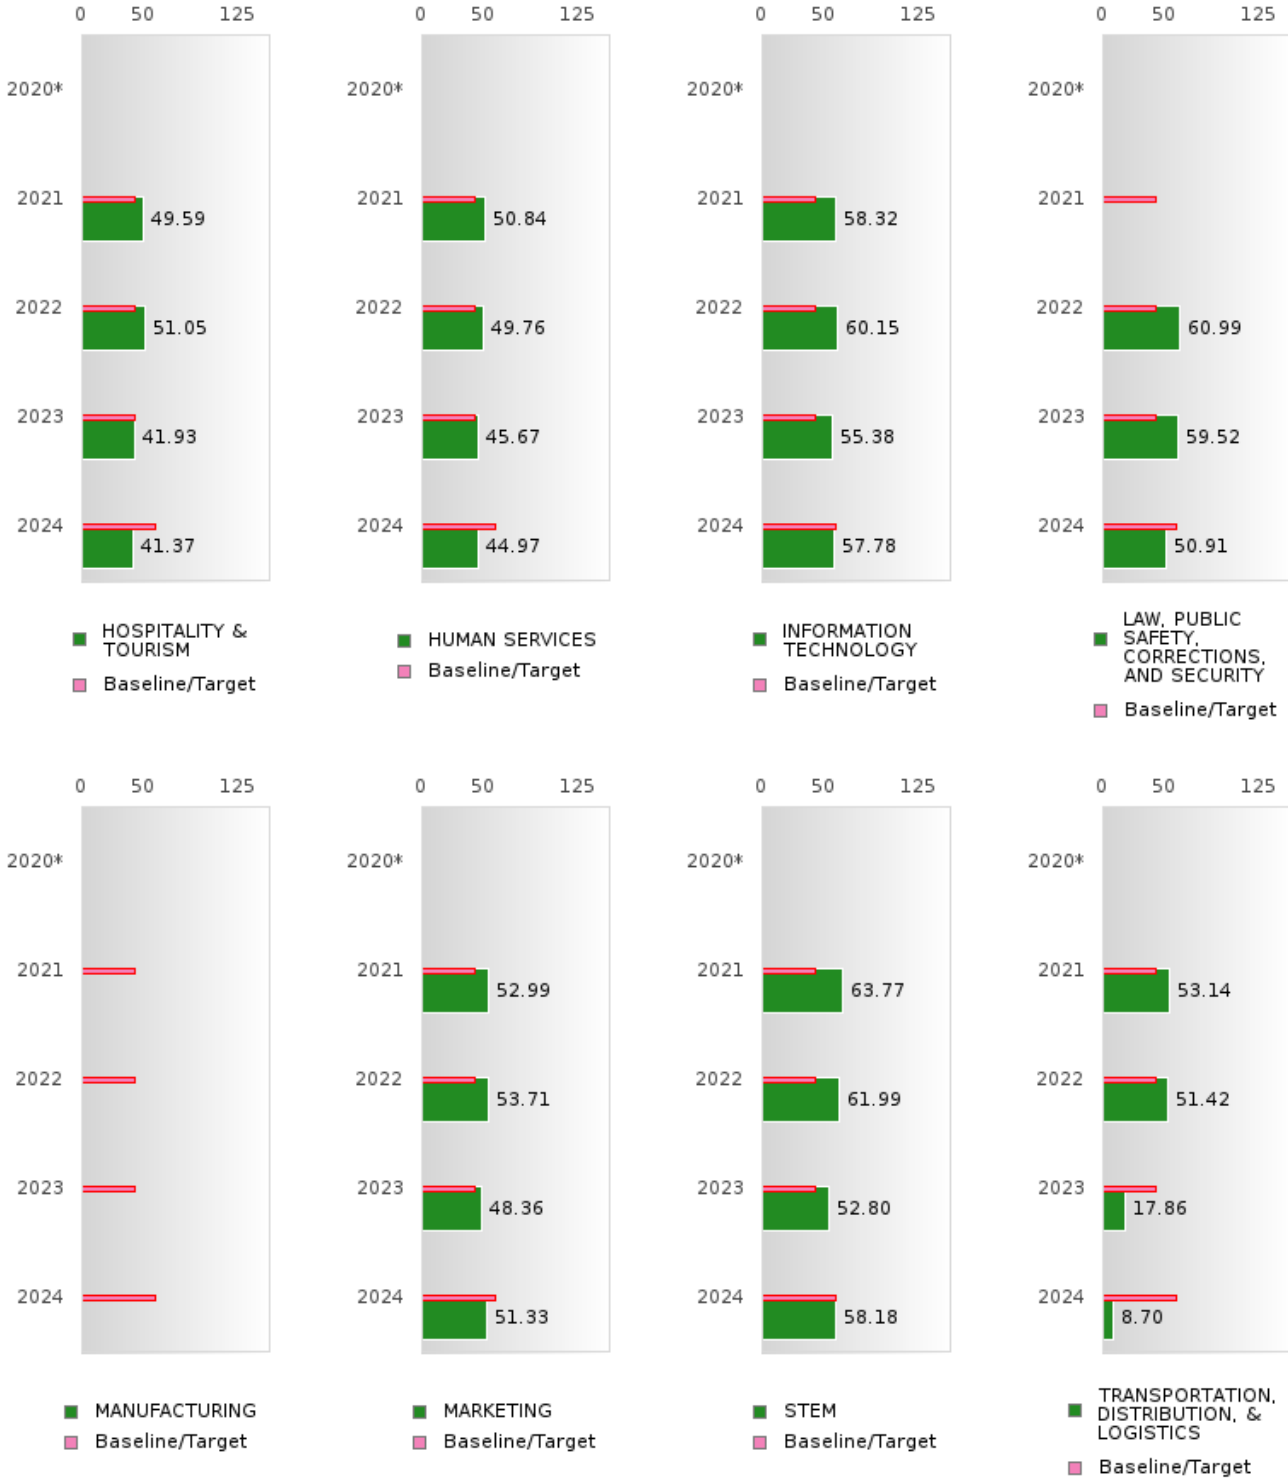 0 50 125
2020*
2021 49.59
2022 51.05
2023 41.93
2024 41.37
HOSPITALITY &
TOURISM
Baseline/Target
0 50 125
2020*
2021 50.84
2022 49.76
2023 45.67
2024 44.97
HUMAN SERVICES
Baseline/Target
0 50 125
2020*
2021 58.32
2022 60.15
2023 55.38
2024 57.78
INFORMATION
TECHNOLOGY
Baseline/Target
0 50 125
2020*
2021
2022 60.99
2023 59.52
2024 50.91
LAW, PUBLIC
SAFETY,
CORRECTIONS,
AND SECURITY
Baseline/Target
0 50 125
2020*
2021
2022
2023
2024
MANUFACTURING
Baseline/Target
0 50 125
2020*
2021 52.99
2022 53.71
2023 48.36
2024 51.33
MARKETING
Baseline/Target
0 50 125
2020*
2021 63.77
2022 61.99
2023 52.80
2024 58.18
STEM
Baseline/Target
0 50 125
2020*
2021 53.14
2022 51.42
2023 17.86
2024 8.70
TRANSPORTATION,
DISTRIBUTION, &
LOGISTICS
Baseline/Target